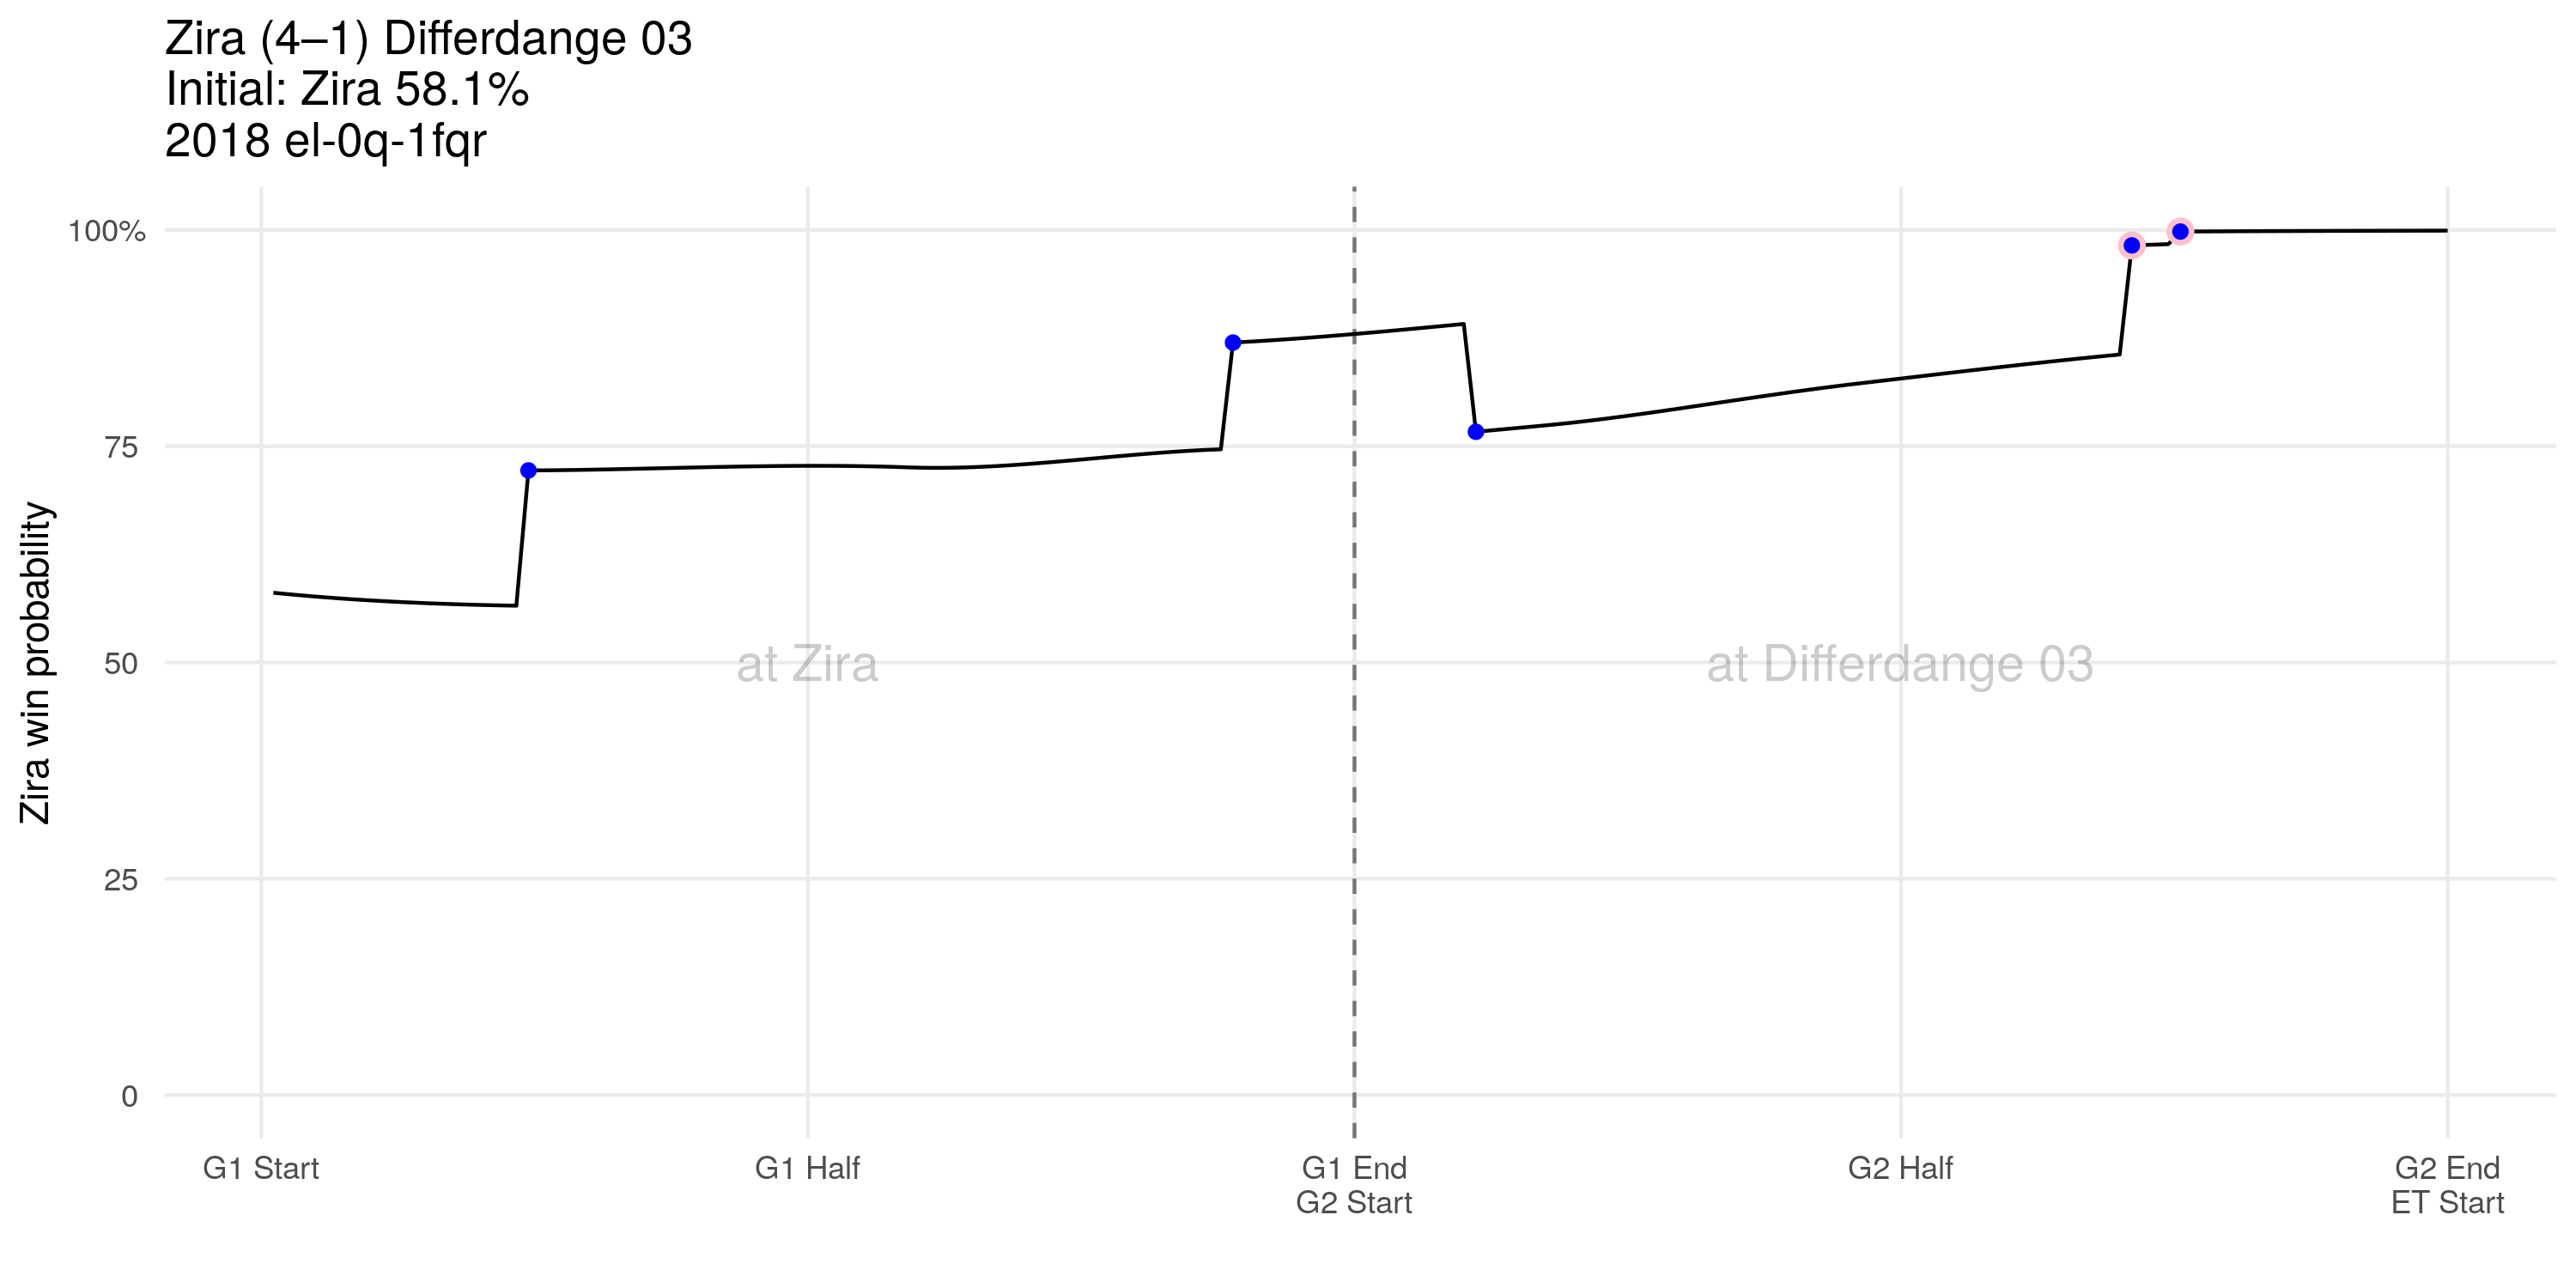 Zira (4–1) Differdange 03
Initial: Zira 58.1%
2018 el-0q-1fqr
Zira win probability
100%
75
50
25
0
at Zira
at Differdange 03
G1 Start
G1 Half
G1 End
G2 Start
G2 Half
G2 End
ET Start